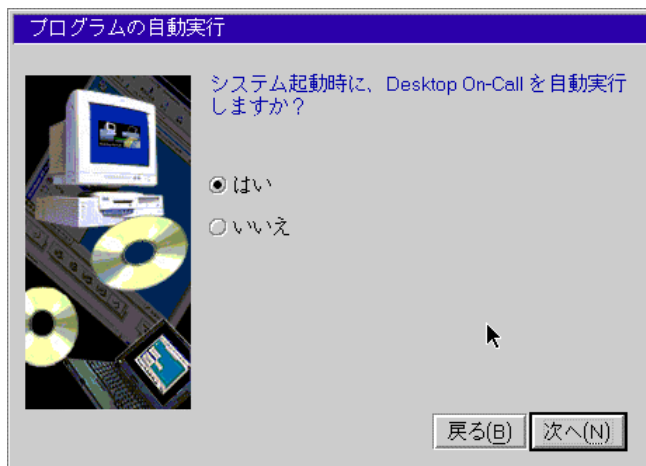 プログラムの自動実行
システム起動時に、Desktop On-Call を自動実行
しますか？
はい
いいえ
戻る(B) 次へ(N)